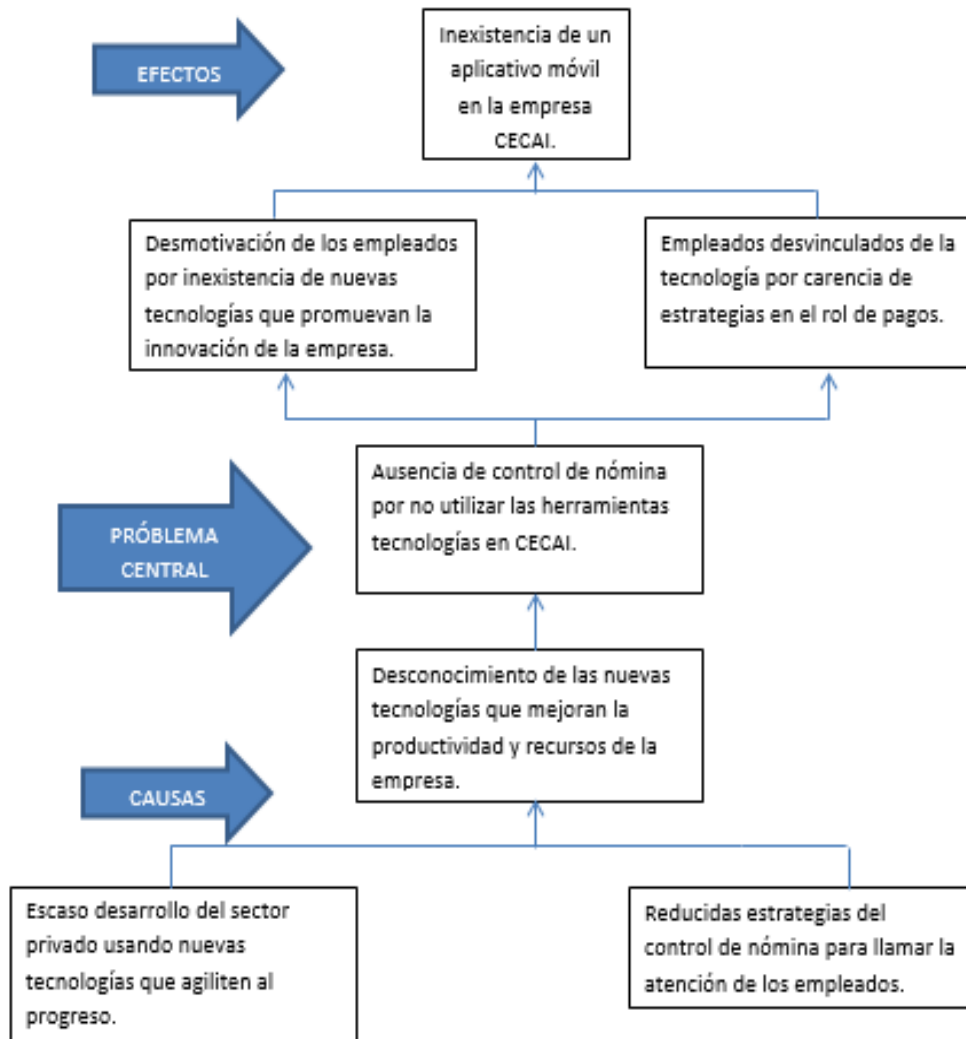 EFECTOS
Inexistencia de un
aplicativo móvil
en la empresa
CECAI.
Desmotivación de los empleados
por inexistencia de nuevas
tecnologías que promuevan la
innovación de la empresa.
Empleados desvinculados de la
tecnología por carencia de
estrategias en el rol de pagos.
PRÓBLEMA
CENTRAL
Ausencia de control de nómina
por no utilizar las herramientas
tecnologías en CECAI.
Desconocimiento de las nuevas
tecnologías que mejoran la
productividad y recursos de la
empresa.
CAUSAS
Escaso desarrollo del sector
privado usando nuevas
tecnologías que agiliten al
progreso.
Reducidas estrategias del
control de nómina para llamar la
atención de los empleados.